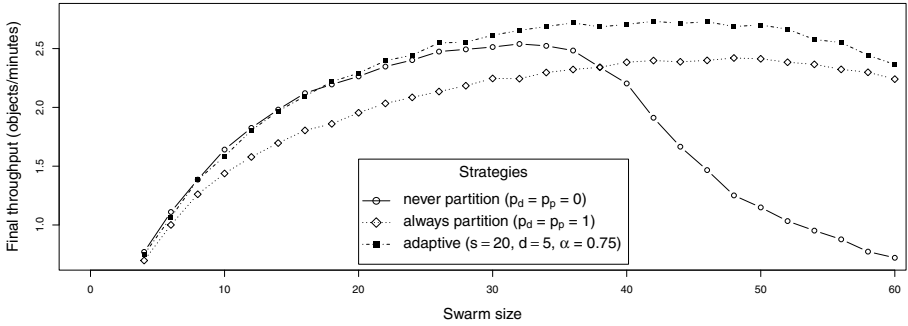 Final throughput (objects/minutes)
2.5
2.0
1.5
1.0
Strategies
never partition (p_d = p_p = 0)
always partition (p_d = p_p = 1)
adaptive (s = 20, d = 5, α = 0.75)
0 10 20 30 40 50 60
Swarm size